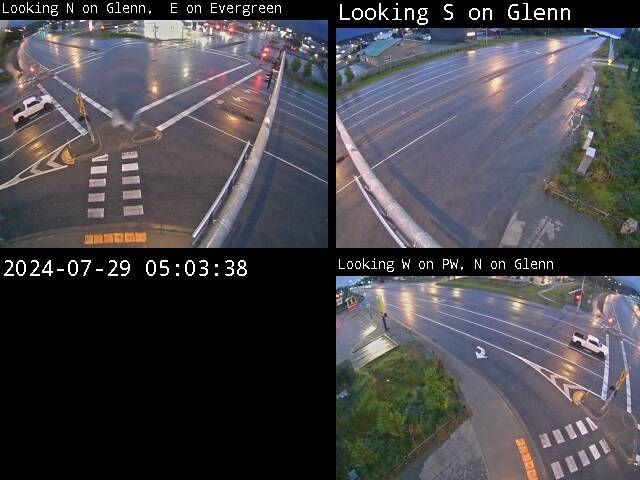 Looking N on Glenn,  E on Evergreen
Looking S on Glenn
2024-07-29 05:03:38
Looking W on PW, N on Glenn